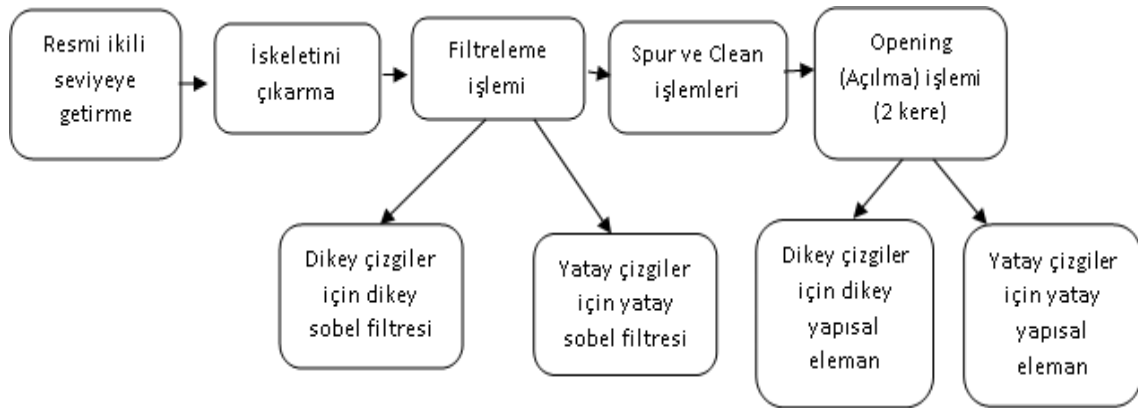 Resmi ikili
seviyeye
getirme
İskeletini
çıkarma
Filtreleme
işlemi
Spur ve Clean
işlemleri
Opening
(Açılma) işlemi
(2 kere)
Dikey çizgiler
için dikey
sobel filtresi
Yatay çizgiler
için yatay
sobel filtresi
Dikey çizgiler
için dikey
yapısal
eleman
Yatay çizgiler
için yatay
yapısal
eleman